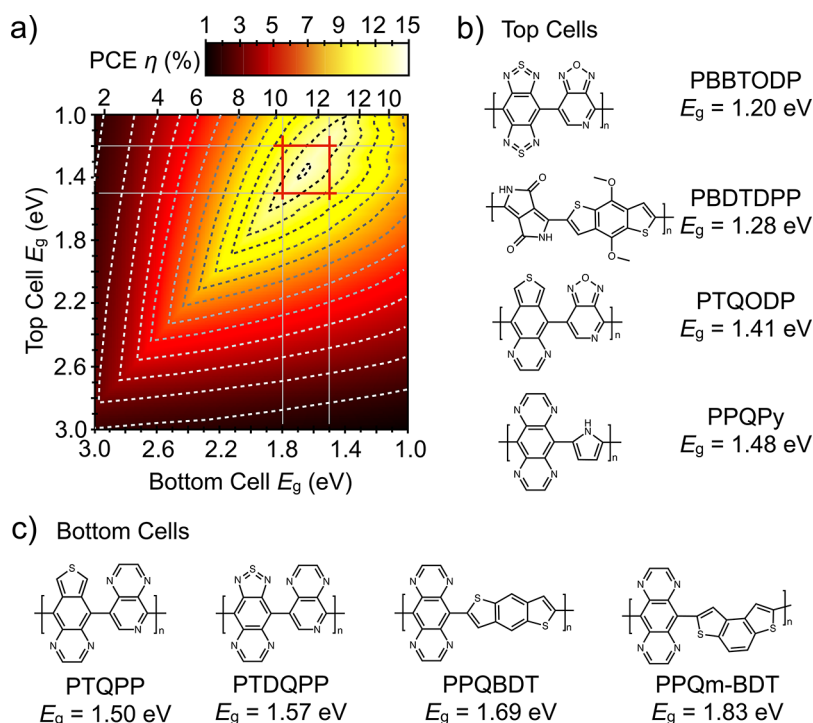 a)
1 3 5 7 9 11 13 15
PCE η (%)
2 4 6 8 10 12 12 10
1.0
1.4
1.8
2.2
2.6
3.0
Top Cell Eg (eV)
3.0 2.6 2.2 1.8 1.4 1.0
Bottom Cell Eg (eV)
b) Top Cells
PBBTODP
Eg = 1.20 eV
PBDTDPP
Eg = 1.28 eV
PTQODP
Eg = 1.41 eV
PPQPy
Eg = 1.48 eV
c) Bottom Cells
PTQPP
Eg = 1.50 eV
PTDQPP
Eg = 1.57 eV
PPQBDT
Eg = 1.69 eV
PPQm-BDT
Eg = 1.83 eV